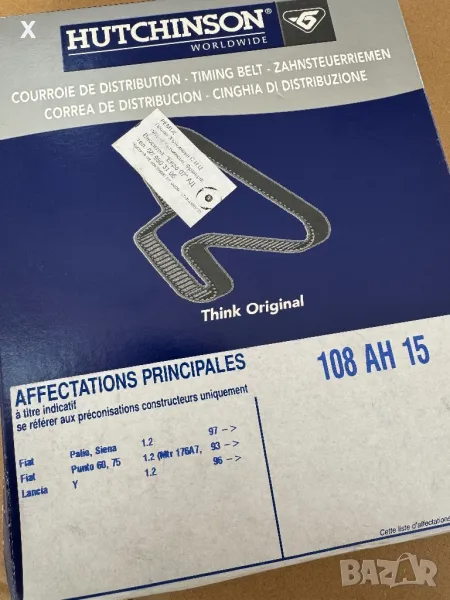 X
HUTCHINSON
WORLDWIDE
COURROIE DE DISTRIBUTION - TIMING BELT - ZAHNSTEUERRIEMEN
CORREA DE DISTRIBUCION - CINGHIA DI DISTRIBUZIONE
Think Original
108 AH 15
AFFECTATIONS PRINCIPALES
à titre indicatif
se référer aux préconisations constructeurs uniquement
Fiat Palio, Siena 1.2 97 -->
Fiat Punto 60, 75 1.2 (Mtr 176A7, 93 -->
Lancia Y 1.2 96 -->
Cette liste d'affectations
BAZAR